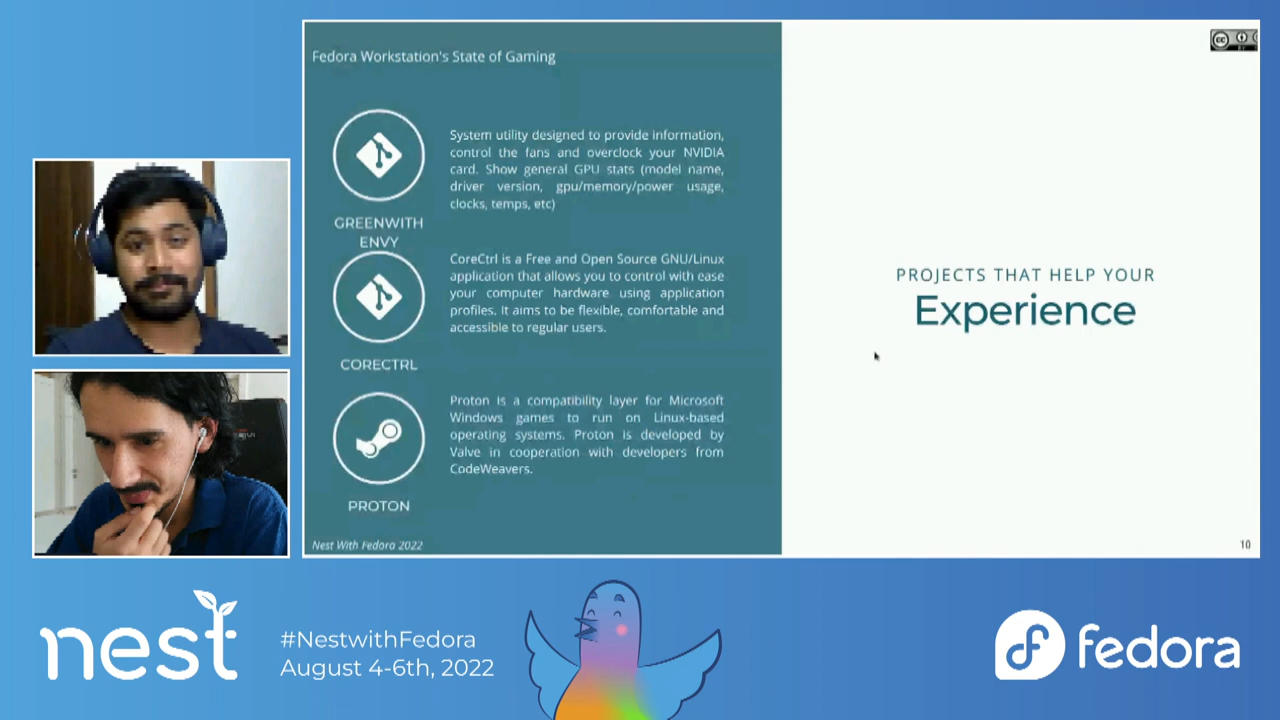 Fedora Workstation's State of Gaming
System utility designed to provide information,
control the fans and overclock your NVIDIA
card. Show general GPU stats (model name,
driver version, gpu/memory/power usage,
clocks, temps, etc)
GREENWITH
ENVY
CoreCtrl is a Free and Open Source GNU/Linux
application that allows you to control with ease
your computer hardware using application
profiles. It aims to be flexible, comfortable and
accessible to regular users.
CORECTRL
Proton is a compatibility layer for Microsoft
Windows games to run on Linux-based
operating systems. Proton is developed by
Valve in cooperation with developers from
CodeWeavers.
PROTON
Nest With Fedora 2022
cc
BY
PROJECTS THAT HELP YOUR
Experience
10
nest
#NestwithFedora
August 4-6th, 2022
fedora